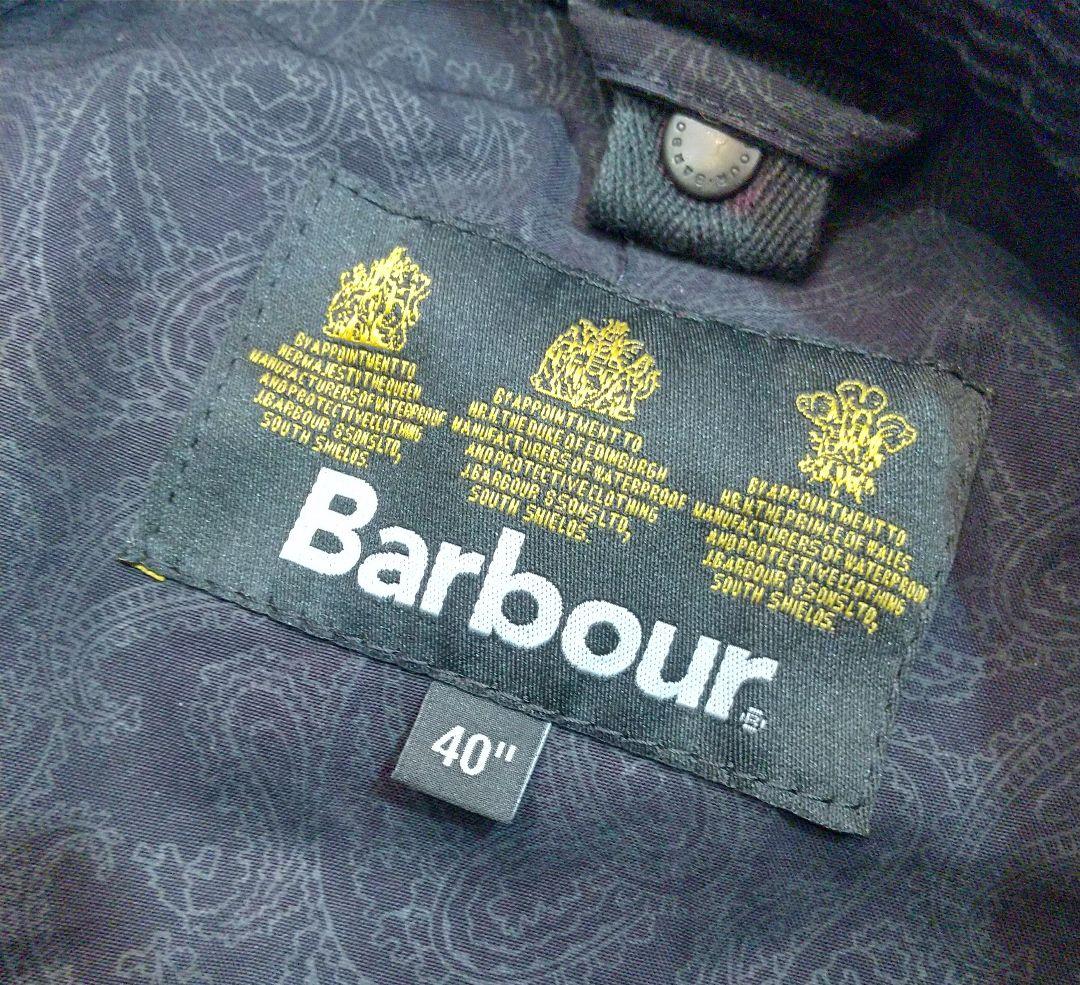 BY APPOINTMENT TO
HER MAJESTY THE QUEEN
MANUFACTURERS OF WATERPROOF
AND PROTECTIVE CLOTHING
J.BARBOUR & SONS LTD,
SOUTH SHIELDS.
BY APPOINTMENT TO
H.R.H. THE DUKE OF EDINBURGH
MANUFACTURERS OF WATERPROOF
AND PROTECTIVE CLOTHING
J.BARBOUR & SONS LTD,
SOUTH SHIELDS.
BY APPOINTMENT TO
H.R.H. THE PRINCE OF WALES
MANUFACTURERS OF WATERPROOF
AND PROTECTIVE CLOTHING
J.BARBOUR & SONS LTD,
SOUTH SHIELDS.
Barbour®
40"